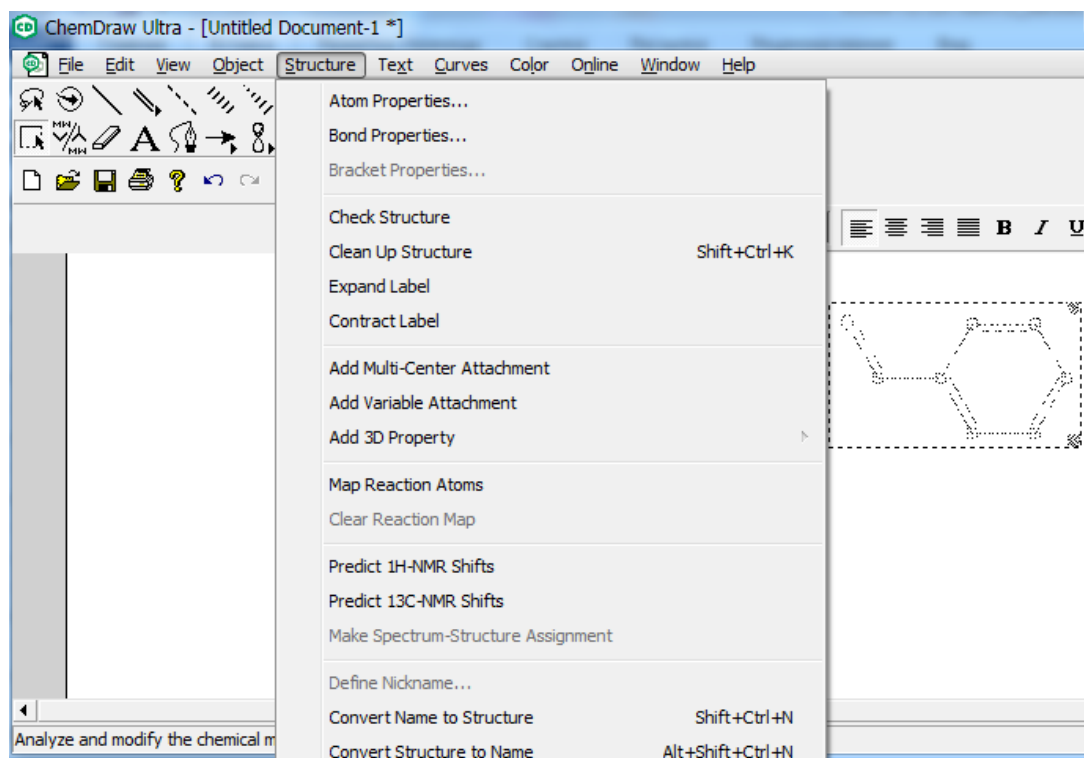 ChemDraw Ultra - [Untitled Document-1 *]
File Edit View Object Structure Text Curves Color Online Window Help
Atom Properties...
Bond Properties...
Bracket Properties...
Check Structure
Clean Up Structure Shift+Ctrl+K
Expand Label
Contract Label
Add Multi-Center Attachment
Add Variable Attachment
Add 3D Property
Map Reaction Atoms
Clear Reaction Map
Predict 1H-NMR Shifts
Predict 13C-NMR Shifts
Make Spectrum-Structure Assignment
Define Nickname...
Convert Name to Structure Shift+Ctrl+N
Convert Structure to Name Alt+Shift+Ctrl+N
MW
MW
A
B I U
Analyze and modify the chemical m